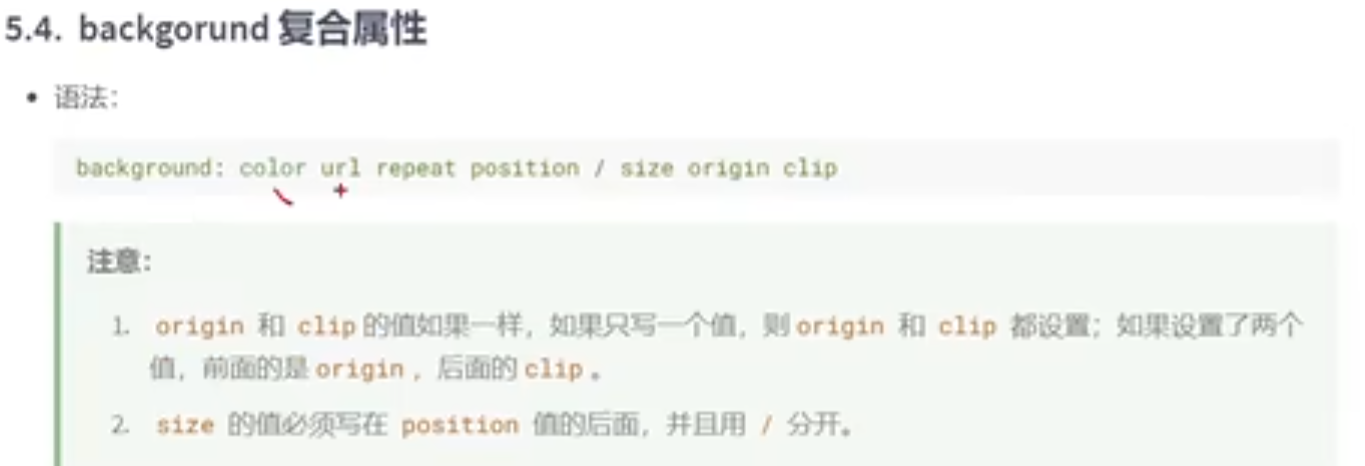 5.4. backgorund 复合属性
• 语法：
background: color url repeat position / size origin clip
注意：
1. origin 和 clip 的值如果一样，如果只写一个值，则 origin 和 clip 都设置；如果设置了两个
值，前面的是 origin ，后面的 clip 。
2. size 的值必须写在 position 值的后面，并且用 / 分开。